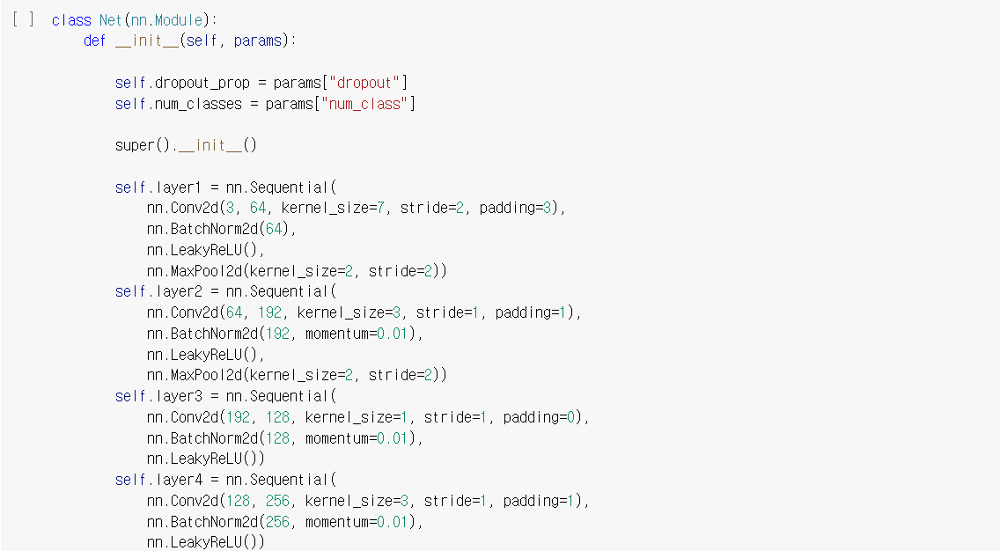 [ ] class Net(nn.Module):
def __init__(self, params):
self.dropout_prop = params["dropout"]
self.num_classes = params["num_class"]
super().__init__()
self.layer1 = nn.Sequential(
nn.Conv2d(3, 64, kernel_size=7, stride=2, padding=3),
nn.BatchNorm2d(64),
nn.LeakyReLU(),
nn.MaxPool2d(kernel_size=2, stride=2))
self.layer2 = nn.Sequential(
nn.Conv2d(64, 192, kernel_size=3, stride=1, padding=1),
nn.BatchNorm2d(192, momentum=0.01),
nn.LeakyReLU(),
nn.MaxPool2d(kernel_size=2, stride=2))
self.layer3 = nn.Sequential(
nn.Conv2d(192, 128, kernel_size=1, stride=1, padding=0),
nn.BatchNorm2d(128, momentum=0.01),
nn.LeakyReLU())
self.layer4 = nn.Sequential(
nn.Conv2d(128, 256, kernel_size=3, stride=1, padding=1),
nn.BatchNorm2d(256, momentum=0.01),
nn.LeakyReLU())